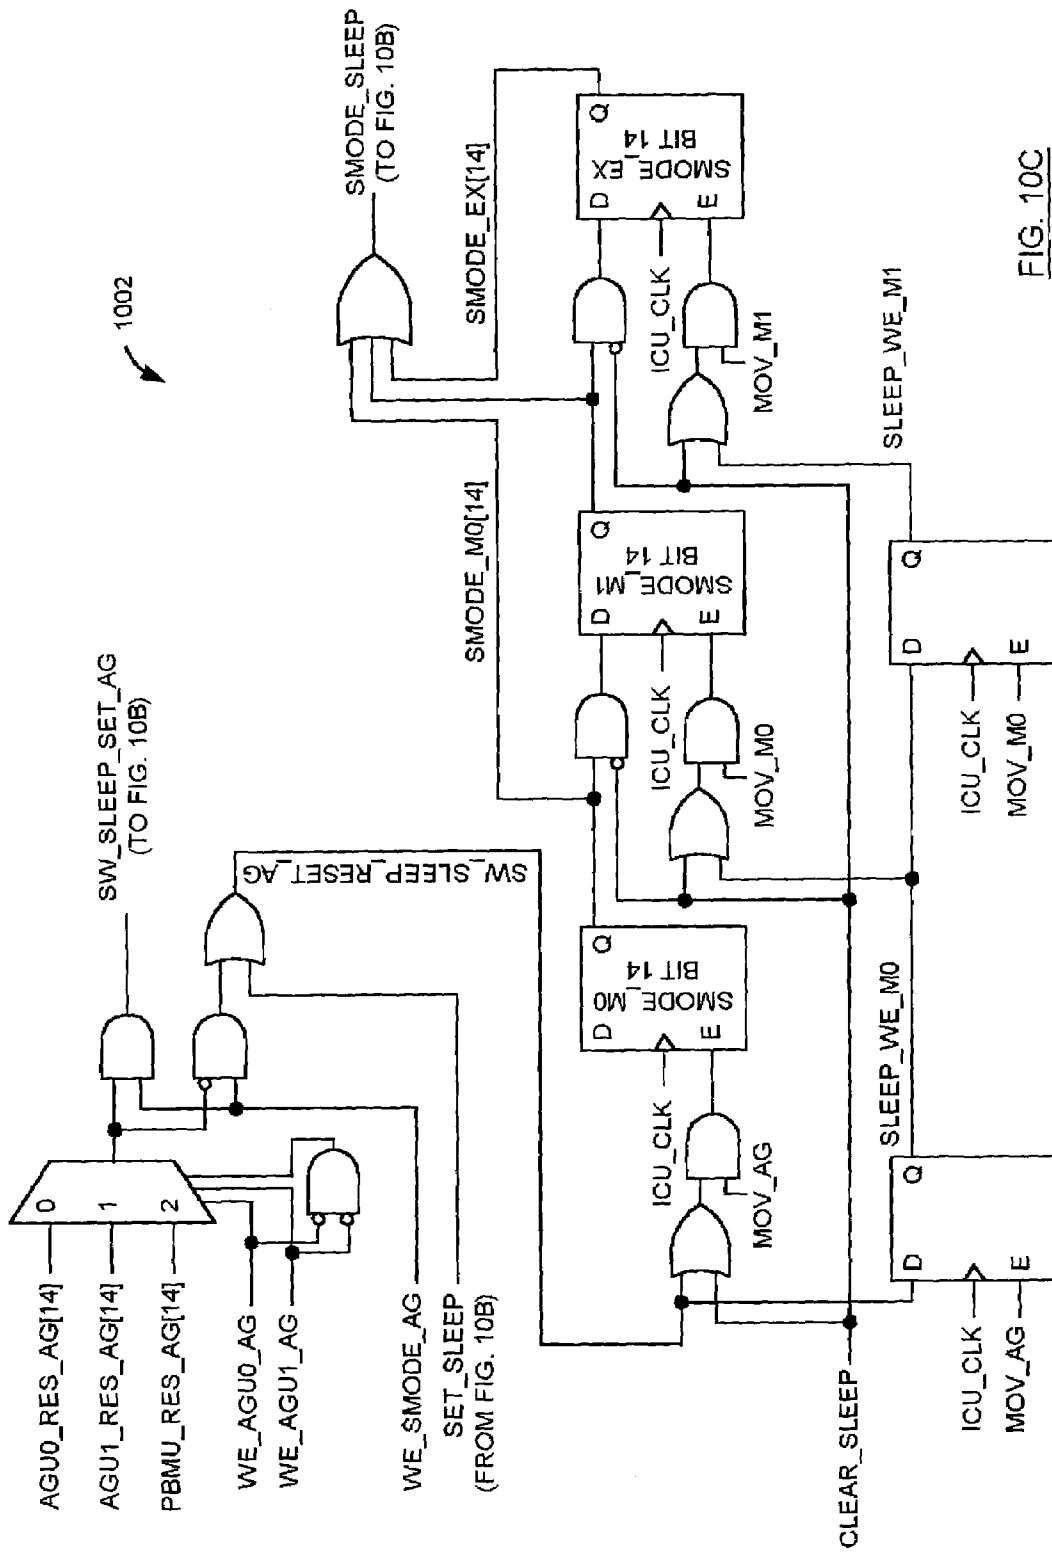 AGU0_RES_AG[14]
AGU1_RES_AG[14]
PBMU_RES_AG[14]
0
1
2
WE_AGU0_AG
WE_AGU1_AG
WE_SMODE_AG
SET_SLEEP
(FROM FIG. 10B)
SW_SLEEP_SET_AG
(TO FIG. 10B)
SW_SLEEP_RESET_AG
1002
SMODE_SLEEP
(TO FIG. 10B)
SMODE_M0[14]
SMODE_EX[14]
D
Q
SMODE_M0
BIT 14
E
ICU_CLK
MOV_AG
D
Q
SMODE_M1
BIT 14
E
ICU_CLK
MOV_M0
D
Q
SMODE_EX
BIT 14
E
ICU_CLK
MOV_M1
CLEAR_SLEEP
SLEEP_WE_M0
SLEEP_WE_M1
D
Q
E
ICU_CLK
MOV_AG
D
Q
E
ICU_CLK
MOV_M0
FIG. 10C